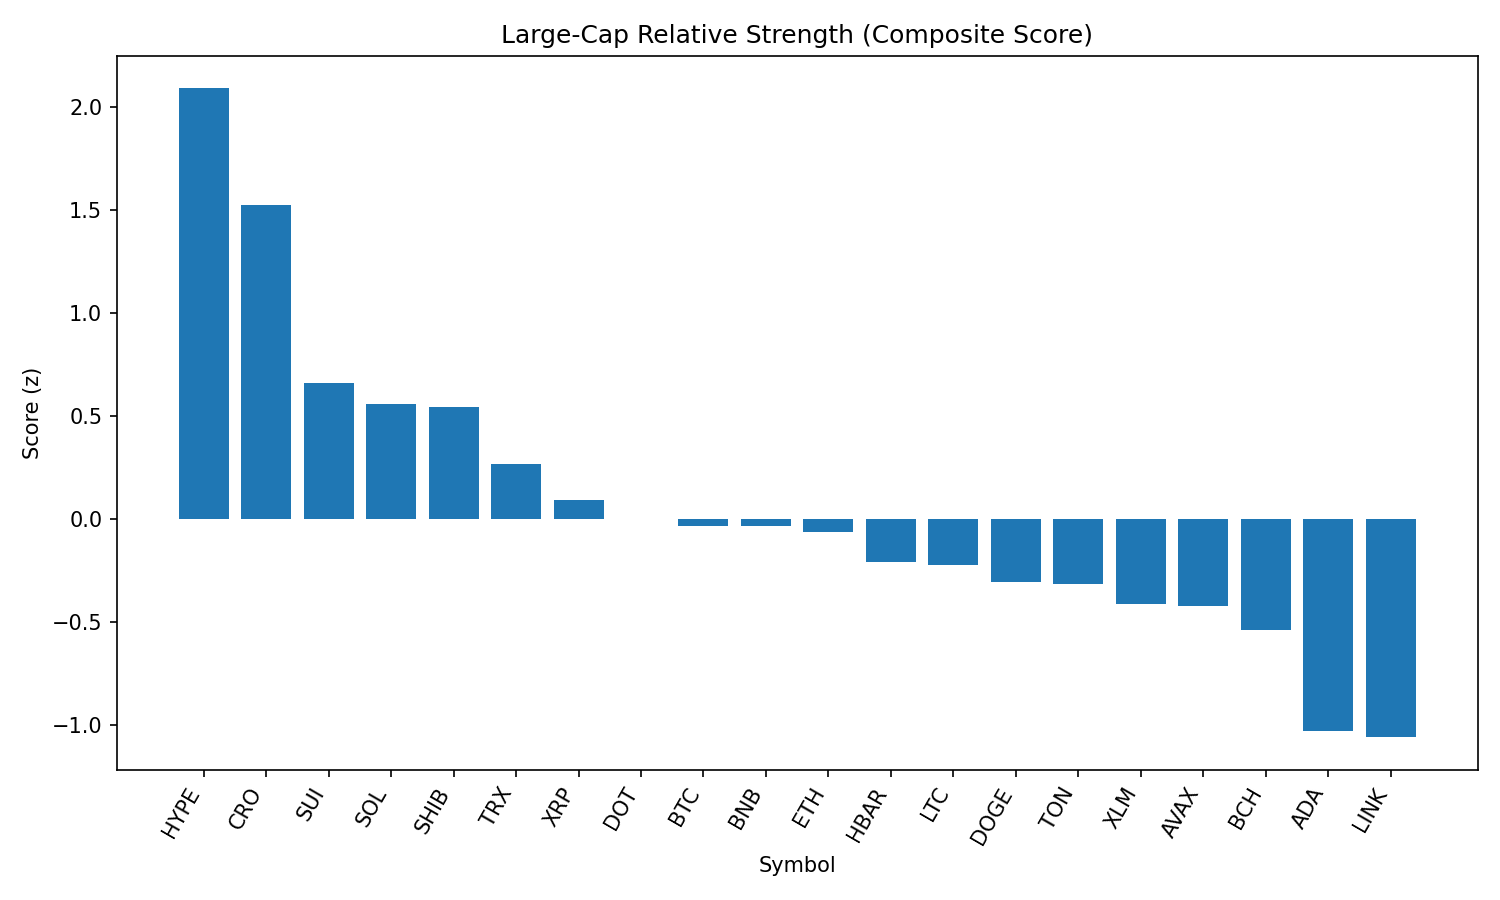 Large-Cap Relative Strength (Composite Score)
Score (z)
2.0
1.5
1.0
0.5
0.0
−0.5
−1.0
HYPE
CRO
SUI
SOL
SHIB
TRX
XRP
DOT
BTC
BNB
ETH
HBAR
LTC
DOGE
TON
XLM
AVAX
BCH
ADA
LINK
Symbol